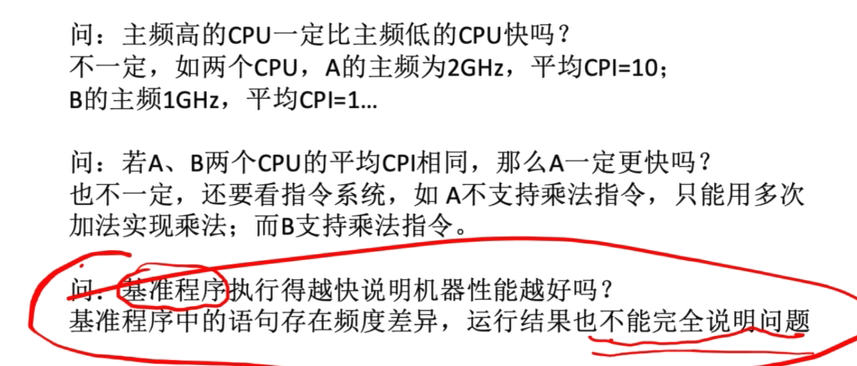 问：主频高的CPU一定比主频低的CPU快吗？
不一定，如两个CPU，A的主频为2GHz，平均CPI=10；
B的主频1GHz，平均CPI=1…
问：若A、B两个CPU的平均CPI相同，那么A一定更快吗？
也不一定，还要看指令系统，如 A不支持乘法指令，只能用多次
加法实现乘法；而B支持乘法指令。
问：基准程序执行得越快说明机器性能越好吗？
基准程序中的语句存在频度差异，运行结果也不能完全说明问题